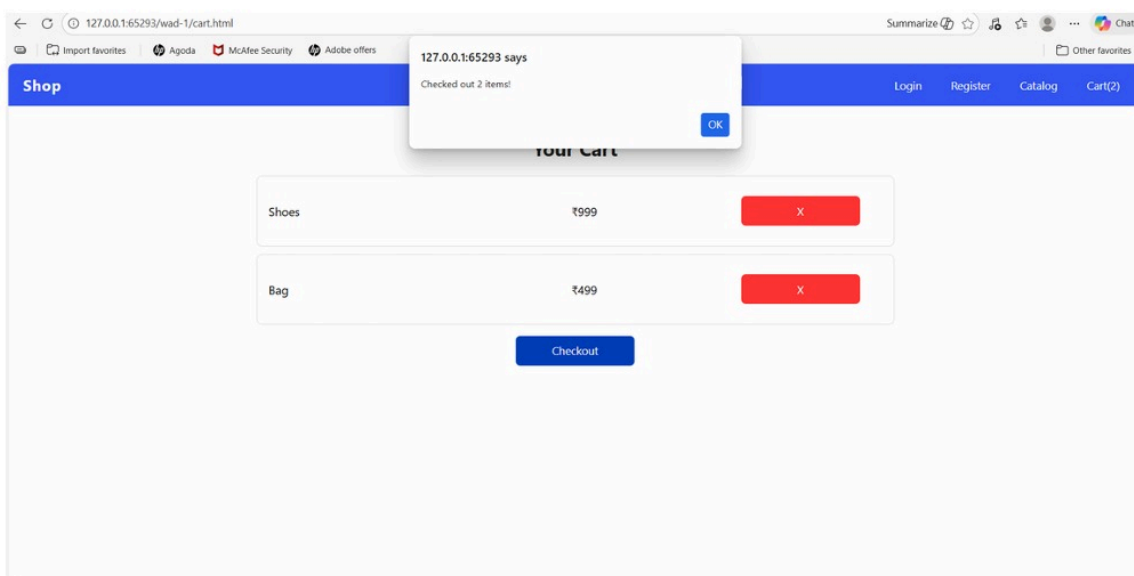 127.0.0.1:65293/wad-1/cart.html Summarize Chat
Import favorites Agoda McAfee Security Adobe offers Other favorites
127.0.0.1:65293 says
Checked out 2 items!
OK
Shop Login Register Catalog Cart(2)
Your Cart
Shoes ₹999 X
Bag ₹499 X
Checkout